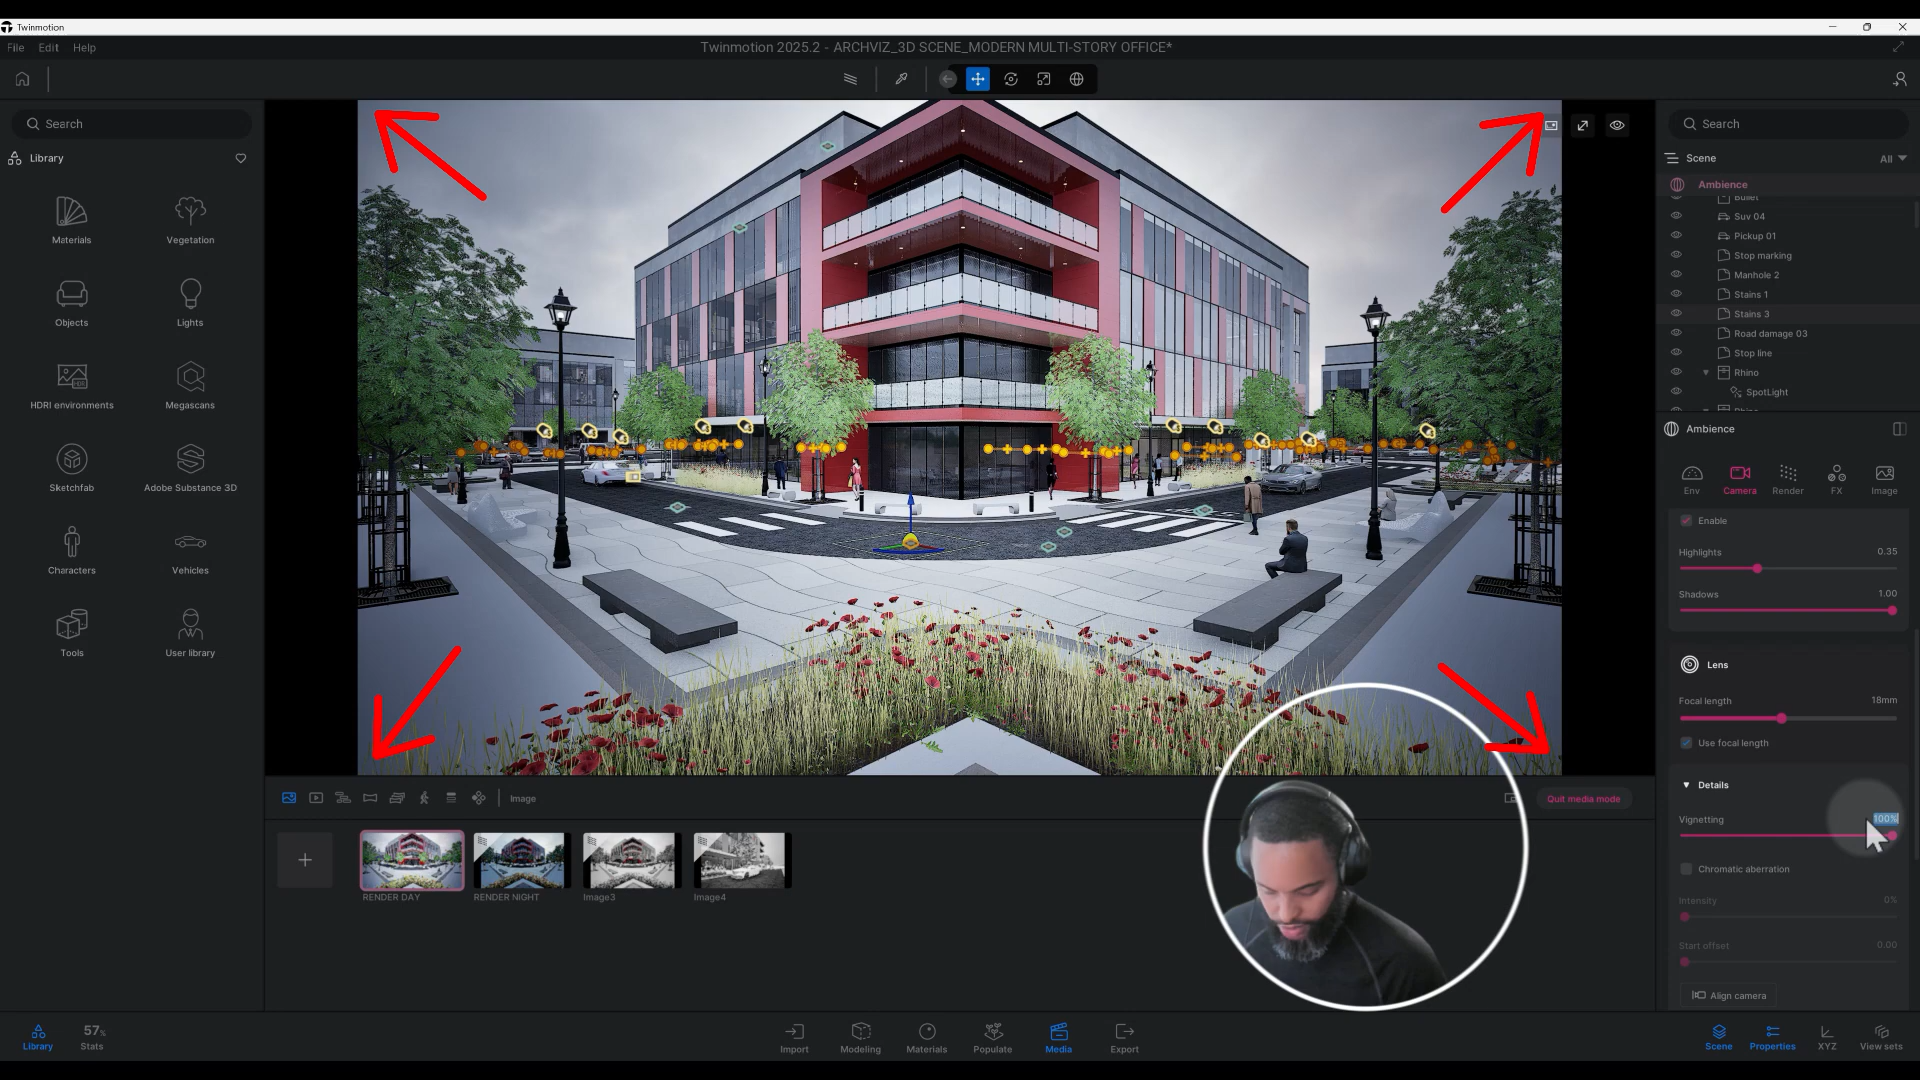 Twinmotion
File Edit Help
Twinmotion 2025.2 - ARCHVIZ_3D SCENE_MODERN MULTI-STORY OFFICE*
Search
Library
Materials
Vegetation
Objects
Lights
HDRI environments
Megascans
Sketchfab
Adobe Substance 3D
Characters
Vehicles
Tools
User library
Search
Scene
All
Ambience
Bullet
Suv 04
Pickup 01
Stop marking
Manhole 2
Stains 1
Stains 3
Road damage 03
Stop line
Rhino
SpotLight
Ambience
Env
Camera
Render
FX
Image
Enable
Highlights 0.35
Shadows 1.00
Lens
Focal length 18mm
Use focal length
Details
Vignetting 100%
Chromatic aberration
Intensity 0%
Start offset 0.00
Align camera
Image
Quit media mode
RENDER DAY
RENDER NIGHT
Image3
Image4
Library
57%
Stats
Import
Modeling
Materials
Populate
Media
Export
Scene
Properties
XYZ
View sets